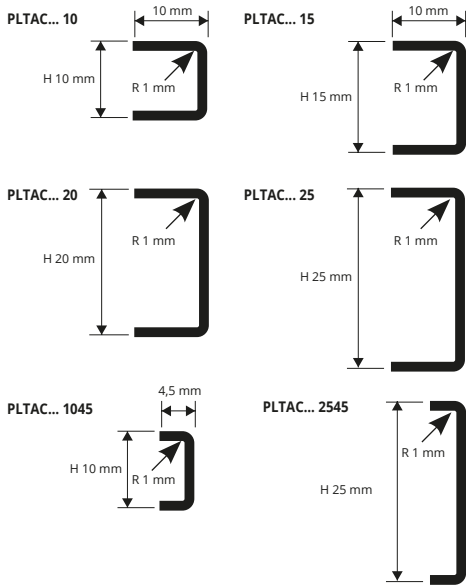 PLTAC... 10
10 mm
H 10 mm
R 1 mm
PLTAC... 15
10 mm
H 15 mm
R 1 mm
PLTAC... 20
H 20 mm
R 1 mm
PLTAC... 25
H 25 mm
R 1 mm
PLTAC... 1045
4,5 mm
H 10 mm
R 1 mm
PLTAC... 2545
H 25 mm
R 1 mm